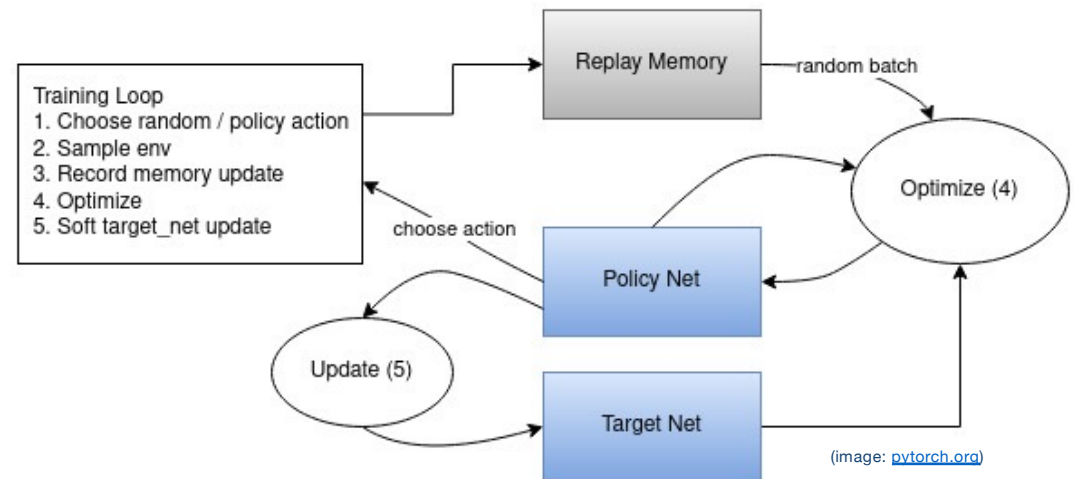 Replay Memory
random batch
Training Loop
1. Choose random / policy action
2. Sample env
3. Record memory update
4. Optimize
5. Soft target_net update
Optimize (4)
choose action
Policy Net
Update (5)
Target Net
(image: pytorch.org)